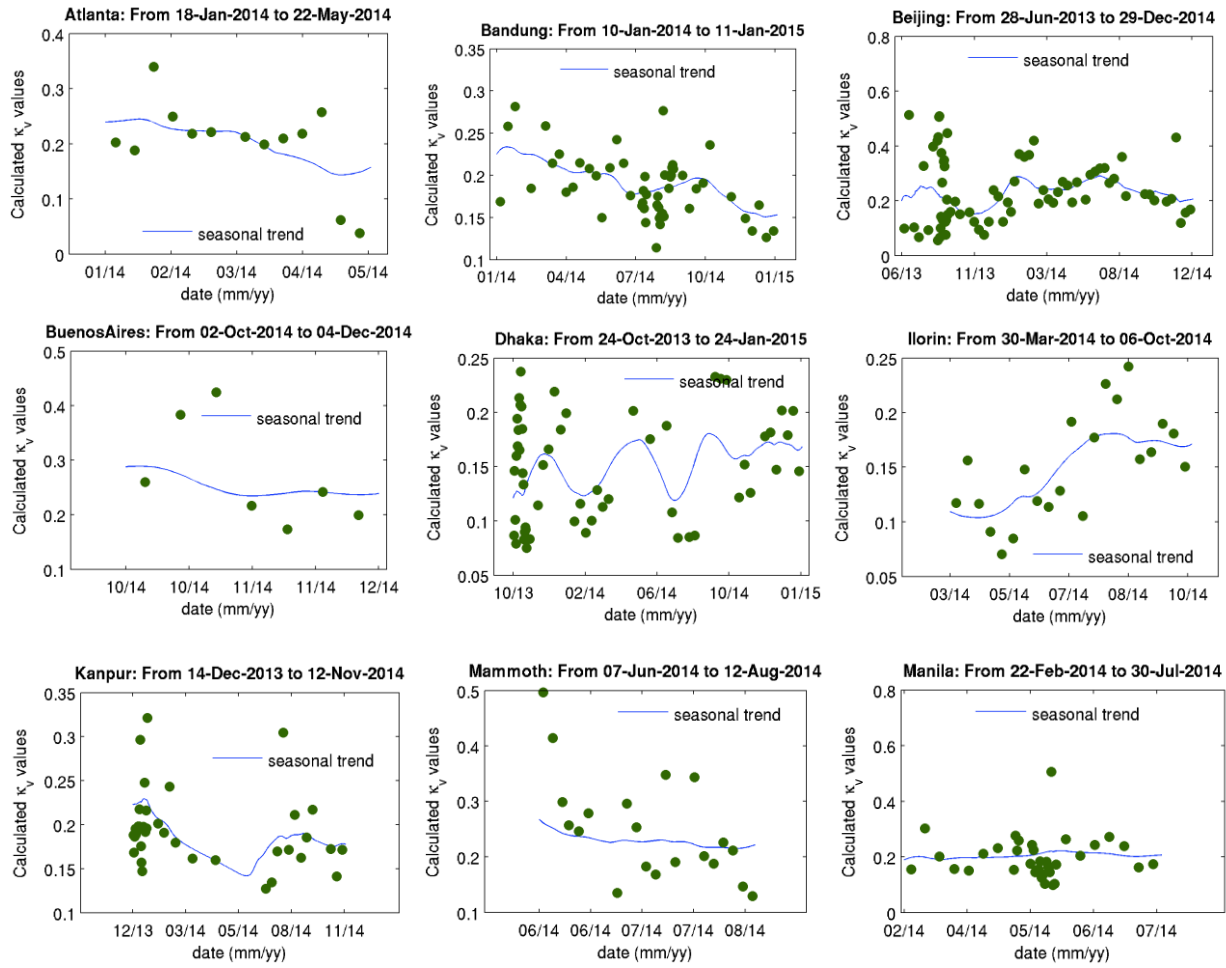 Atlanta: From 18-Jan-2014 to 22-May-2014
0.4
0.3
0.2
0.1
0
Calculated κv values
seasonal trend
01/14 02/14 03/14 04/14 05/14
date (mm/yy)
Bandung: From 10-Jan-2014 to 11-Jan-2015
0.35
0.3
0.25
0.2
0.15
0.1
Calculated κv values
seasonal trend
01/14 04/14 07/14 10/14 01/15
date (mm/yy)
Beijing: From 28-Jun-2013 to 29-Dec-2014
0.8
0.6
0.4
0.2
0
Calculated κv values
seasonal trend
06/13 11/13 03/14 08/14 12/14
date (mm/yy)
BuenosAires: From 02-Oct-2014 to 04-Dec-2014
0.5
0.4
0.3
0.2
0.1
Calculated κv values
seasonal trend
10/14 10/14 11/14 11/14 12/14
date (mm/yy)
Dhaka: From 24-Oct-2013 to 24-Jan-2015
0.25
0.2
0.15
0.1
0.05
Calculated κv values
seasonal trend
10/13 02/14 06/14 10/14 01/15
date (mm/yy)
Ilorin: From 30-Mar-2014 to 06-Oct-2014
0.25
0.2
0.15
0.1
0.05
Calculated κv values
seasonal trend
03/14 05/14 07/14 08/14 10/14
date (mm/yy)
Kanpur: From 14-Dec-2013 to 12-Nov-2014
0.35
0.3
0.25
0.2
0.15
0.1
Calculated κv values
seasonal trend
12/13 03/14 05/14 08/14 11/14
date (mm/yy)
Mammoth: From 07-Jun-2014 to 12-Aug-2014
0.5
0.4
0.3
0.2
0.1
Calculated κv values
seasonal trend
06/14 06/14 07/14 07/14 08/14
date (mm/yy)
Manila: From 22-Feb-2014 to 30-Jul-2014
0.8
0.6
0.4
0.2
0
Calculated κv values
seasonal trend
02/14 04/14 05/14 06/14 07/14
date (mm/yy)